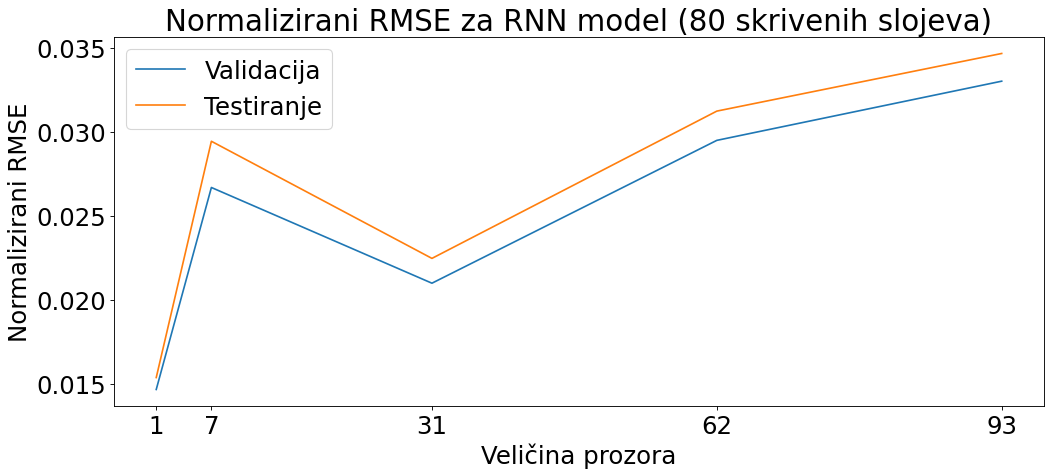 Normalizirani RMSE za RNN model (80 skrivenih slojeva)
Validacija
Testiranje
Normalizirani RMSE
0.035
0.030
0.025
0.020
0.015
1 7 31 62 93
Veličina prozora